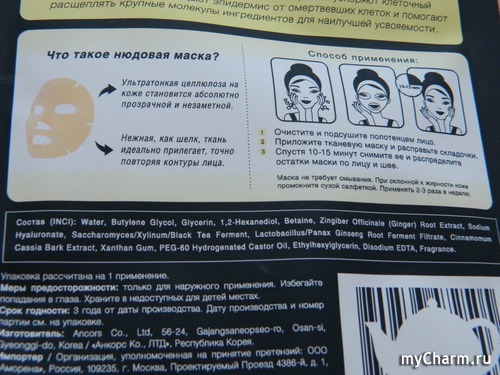 ускоряют клеточный
эпидермис от омертвевших клеток и помогают
расщеплять крупные молекулы ингредиентов для наилучшей усвояемости.
Что такое нюдовая маска?
Ультратонкая целлюлоза на
коже становится абсолютно
прозрачной и незаметной.
Нежная, как шелк, ткань
идеально прилегает, точно
повторяя контуры лица.
Способ применения:
10-15 мин
1 Очистите и подсушите полотенцем лицо.
2 Приложите тканевую маску и расправьте складочки.
3 Спустя 10-15 минут снимите ее и распределите
остатки маски по лицу и шее.
Маска не требует смывания. При склонной к жирности коже
промокните сухой салфеткой. Применять 2-3 раза в неделю.
Состав (INCI): Water, Butylene Glycol, Glycerin, 1,2-Hexanediol, Betaine, Zingiber Officinale (Ginger) Root Extract, Sodium
Hyaluronate, Saccharomyces/Xylinum/Black Tea Ferment, Lactobacillus/Panax Ginseng Root Ferment Filtrate, Cinnamomum
Cassia Bark Extract, Xanthan Gum, PEG-60 Hydrogenated Castor Oil, Ethylhexylglycerin, Disodium EDTA, Fragrance.
Упаковка рассчитана на 1 применение.
Меры предосторожности: только для наружного применения. Избегайте
попадания в глаза. Храните в недоступных для детей местах.
Срок годности: 3 года от даты производства. Дату производства и номер
партии см. на упаковке.
Изготовитель: Ancors Co., Ltd, 56-24, Gajangsaneopseo-ro, Osan-si,
Gyeonggi-do, Korea / «Анкорс Ко., ЛТД», Республика Корея.
Импортер / Организация, уполномоченная на принятие претензий: ООО
Аморена», Россия, 109235, г. Москва, Проектируемый Проезд 4386-й, д. 1,
myCharm.ru